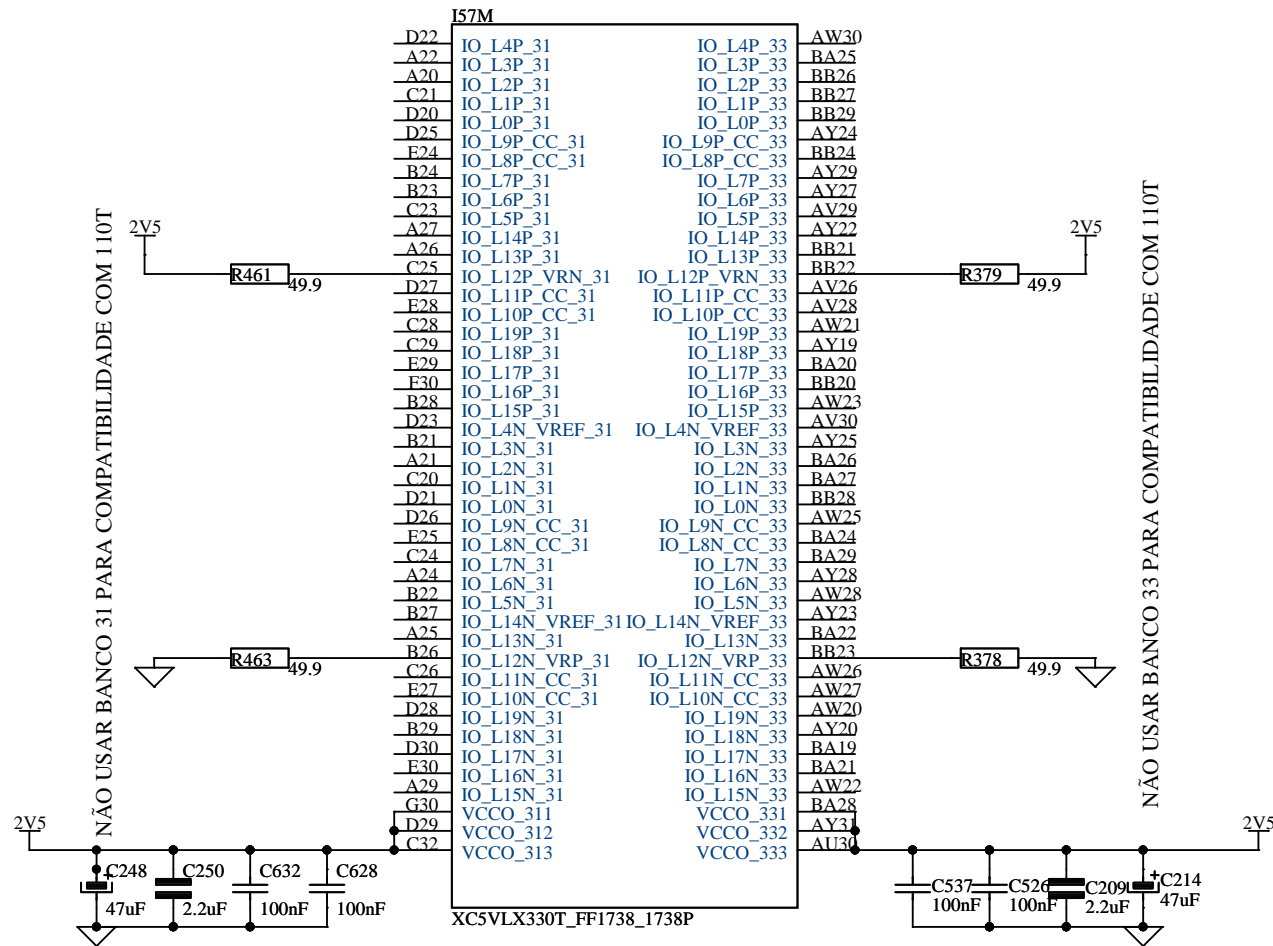 I57M
D22 IO_L4P_31 IO_L4P_33 AW30
A22 IO_L3P_31 IO_L3P_33 BA25
A20 IO_L2P_31 IO_L2P_33 BB26
C21 IO_L1P_31 IO_L1P_33 BB27
D20 IO_L0P_31 IO_L0P_33 BB29
D25 IO_L9P_CC_31 IO_L9P_CC_33 AY24
E24 IO_L8P_CC_31 IO_L8P_CC_33 BB24
B24 IO_L7P_31 IO_L7P_33 AY29
B23 IO_L6P_31 IO_L6P_33 AY27
C23 IO_L5P_31 IO_L5P_33 AV29
2V5 A27 IO_L14P_31 IO_L14P_33 AY22 2V5
A26 IO_L13P_31 IO_L13P_33 BB21
R461 49.9 C25 IO_L12P_VRN_31 IO_L12P_VRN_33 BB22 R379 49.9
D27 IO_L11P_CC_31 IO_L11P_CC_33 AV26
E28 IO_L10P_CC_31 IO_L10P_CC_33 AV28
C28 IO_L19P_31 IO_L19P_33 AW21
C29 IO_L18P_31 IO_L18P_33 AY19
E29 IO_L17P_31 IO_L17P_33 BA20
F30 IO_L16P_31 IO_L16P_33 BB20
B28 IO_L15P_31 IO_L15P_33 AW23
D23 IO_L4N_VREF_31 IO_L4N_VREF_33 AV30
B21 IO_L3N_31 IO_L3N_33 AY25
A21 IO_L2N_31 IO_L2N_33 BA26
C20 IO_L1N_31 IO_L1N_33 BA27
D21 IO_L0N_31 IO_L0N_33 BB28
D26 IO_L9N_CC_31 IO_L9N_CC_33 AW25
E25 IO_L8N_CC_31 IO_L8N_CC_33 BA24
C24 IO_L7N_31 IO_L7N_33 BA29
A24 IO_L6N_31 IO_L6N_33 AY28
B22 IO_L5N_31 IO_L5N_33 AW28
B27 IO_L14N_VREF_31 IO_L14N_VREF_33 AY23
A25 IO_L13N_31 IO_L13N_33 BA22
R463 49.9 B26 IO_L12N_VRP_31 IO_L12N_VRP_33 BB23 R378 49.9
C26 IO_L11N_CC_31 IO_L11N_CC_33 AW26
E27 IO_L10N_CC_31 IO_L10N_CC_33 AW27
D28 IO_L19N_31 IO_L19N_33 AW20
B29 IO_L18N_31 IO_L18N_33 AY20
D30 IO_L17N_31 IO_L17N_33 BA19
E30 IO_L16N_31 IO_L16N_33 BA21
A29 IO_L15N_31 IO_L15N_33 AW22
G30 VCCO_311 VCCO_331 BA28
2V5 D29 VCCO_312 VCCO_332 AY31 2V5
C32 VCCO_313 VCCO_333 AU30
NÃO USAR BANCO 31 PARA COMPATIBILIDADE COM 110T
NÃO USAR BANCO 33 PARA COMPATIBILIDADE COM 110T
+ C248 C250 C632 C628 C537 C526 C209 + C214
47uF 2.2uF 100nF 100nF 100nF 100nF 2.2uF 47uF
XC5VLX330T_FF1738_1738P